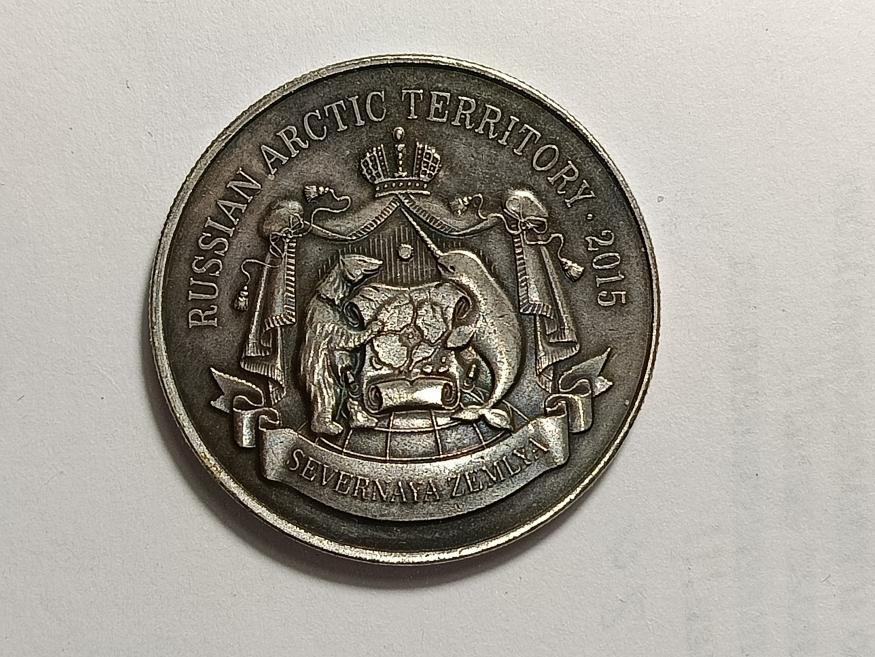 RUSSIAN ARCTIC TERRITORY · 2015
SEVERNAYA ZEMLYA